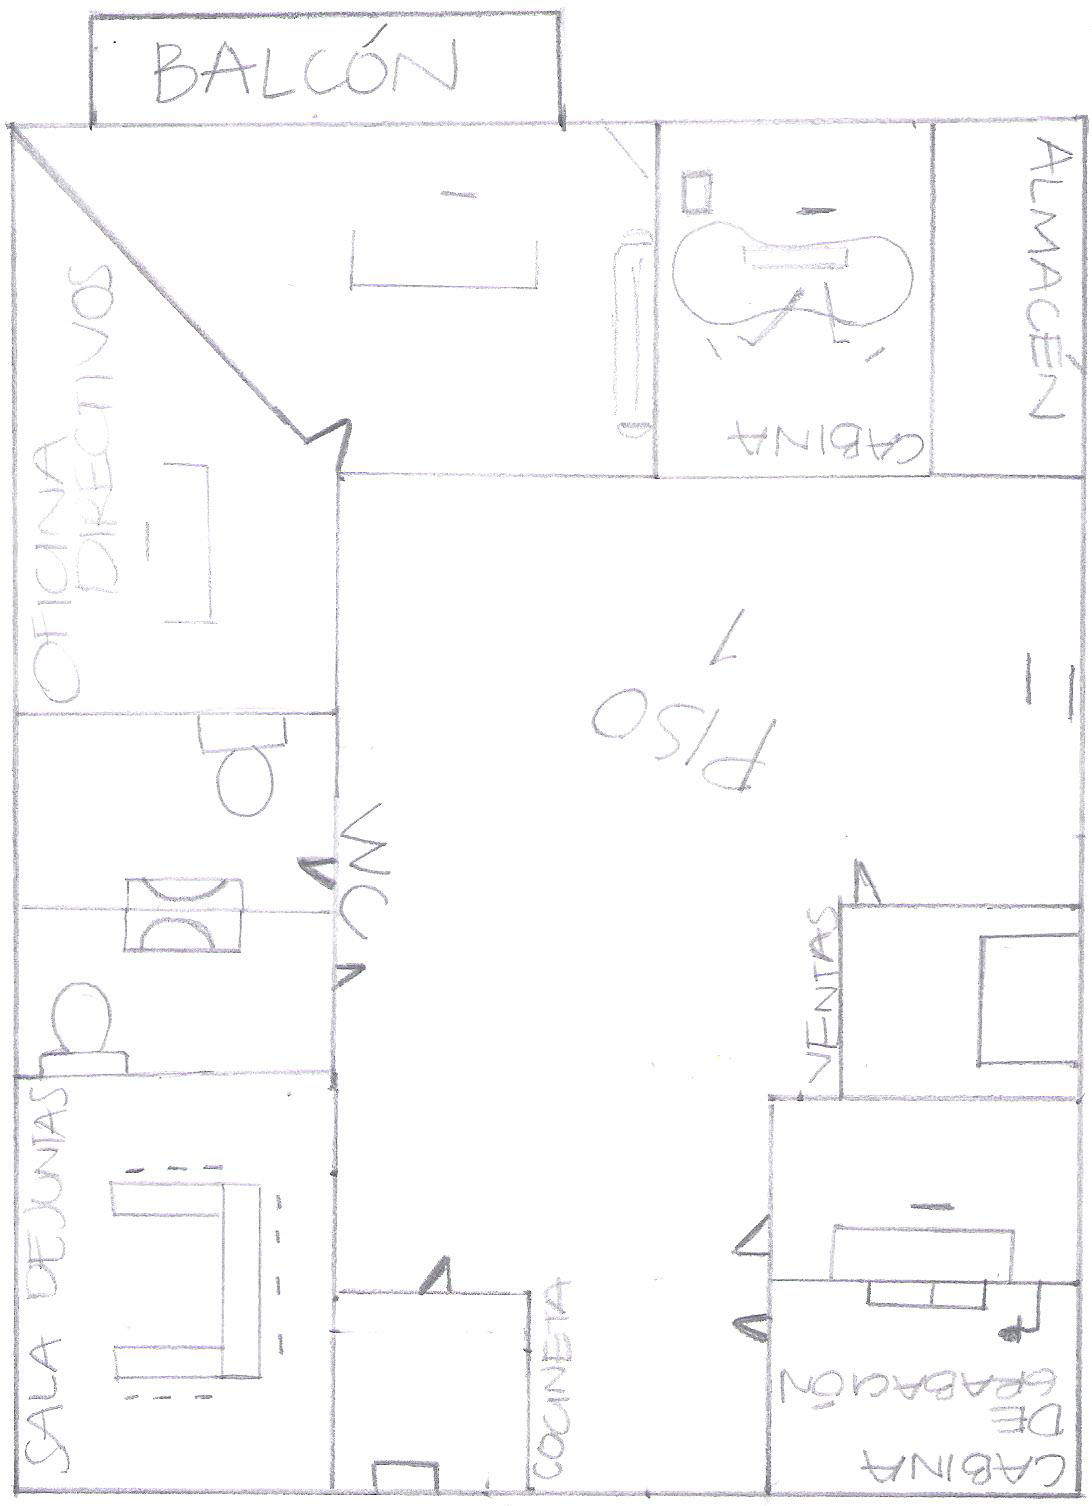 BALCÓN
ALMACÉN
CABINA
OFICINA
DIRECTIVOS
PISO
1
WC
VENTAS
SALA DE JUNTAS
COCINETA
CABINA
DE
GRABACIÓN